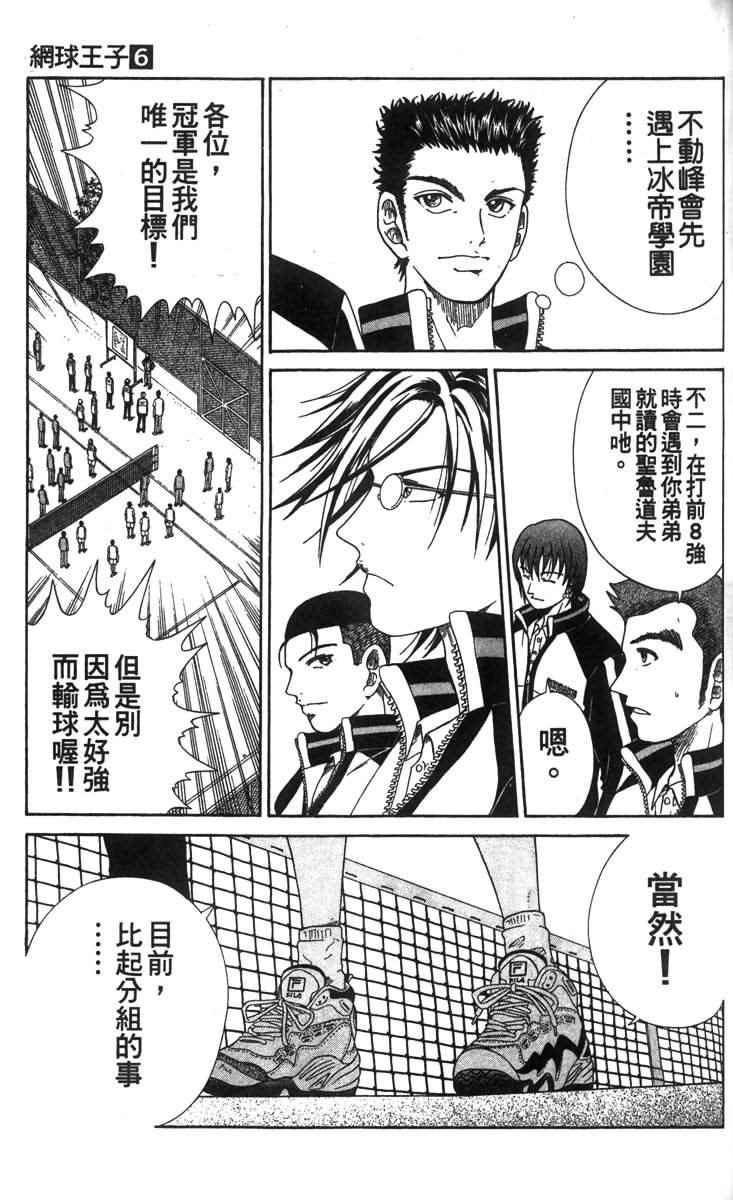 網球王子6
不動峰會先
遇上冰帝學園
……
不二，在打前8強
時會遇到你弟弟
就讀的聖魯道夫
國中吔。
嗯。
各位，
冠軍是我們
唯一的目標！
但是別
因爲太好強
而輸球喔!!
當然！
目前，
比起分組的事
……
F
FILA
F
FILA